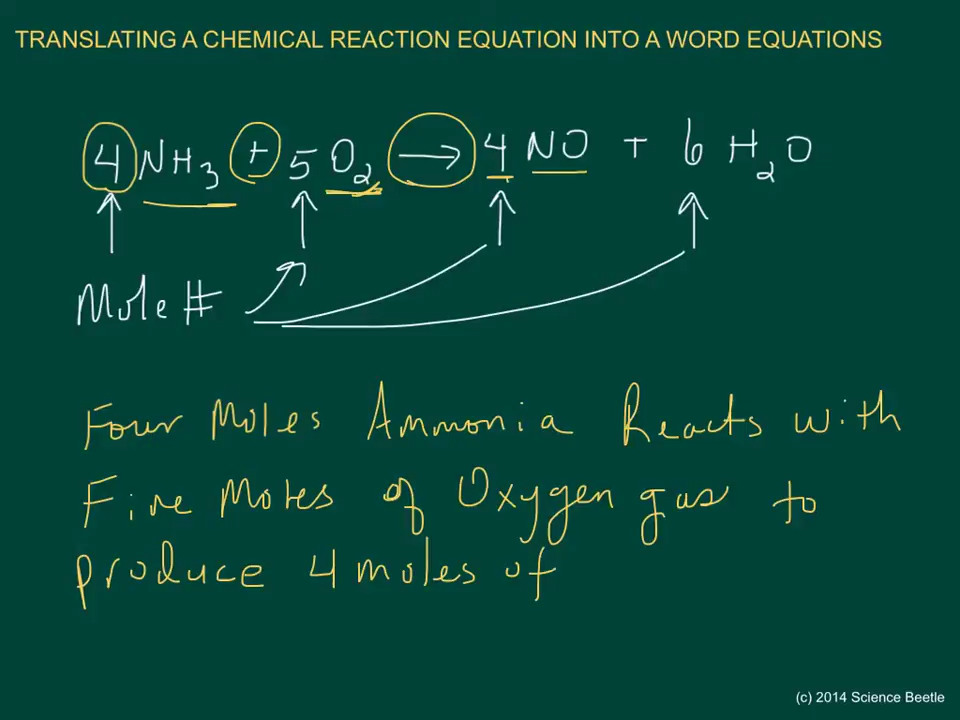 TRANSLATING A CHEMICAL REACTION EQUATION INTO A WORD EQUATIONS
4 NH₃ + 5 O₂ → 4 NO + 6 H₂O
Mole #
Four Moles Ammonia Reacts with
Five Moles of Oxygen gas to
produce 4 moles of
(c) 2014 Science Beetle